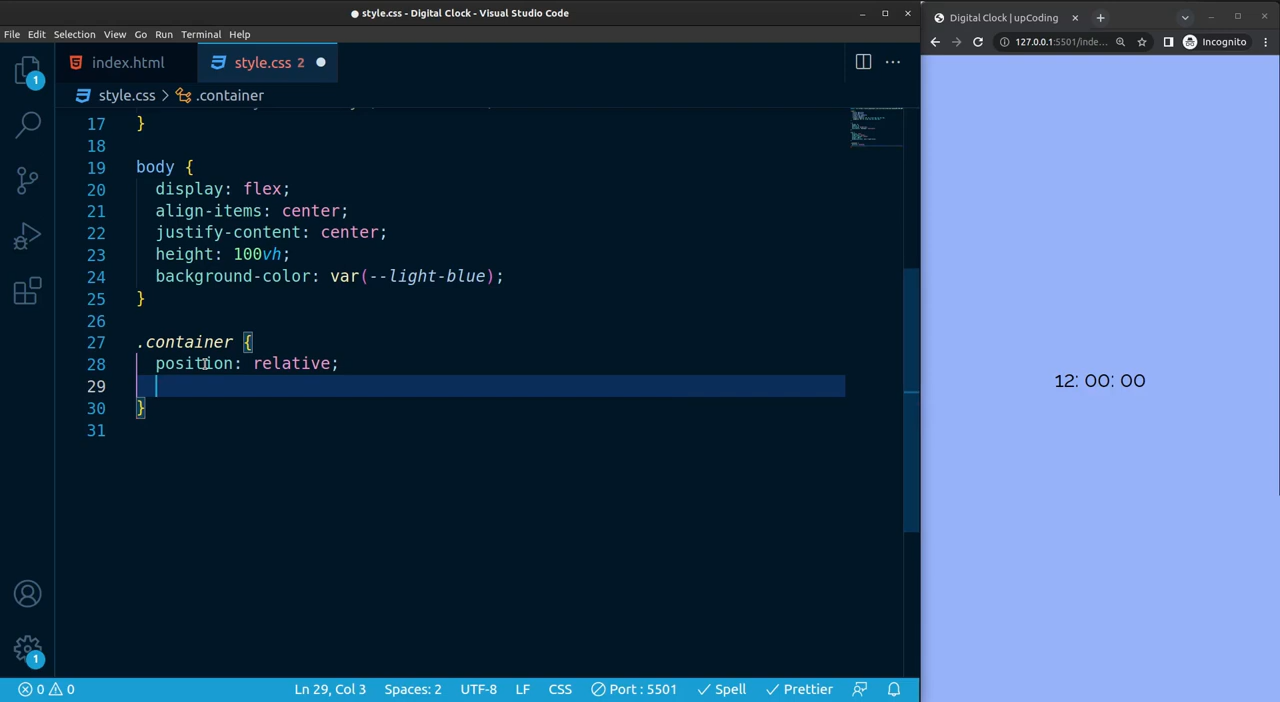 style.css - Digital Clock - Visual Studio Code
File Edit Selection View Go Run Terminal Help
index.html
style.css 2
style.css > .container
17 }
18
19 body {
20 display: flex;
21 align-items: center;
22 justify-content: center;
23 height: 100vh;
24 background-color: var(--light-blue);
25 }
26
27 .container {
28 position: relative;
29
30 }
31
1
1
0 0
Ln 29, Col 3
Spaces: 2
UTF-8
LF
CSS
Port : 5501
Spell
Prettier
Digital Clock | upCoding
127.0.0.1:5501/inde...
Incognito
12: 00: 00